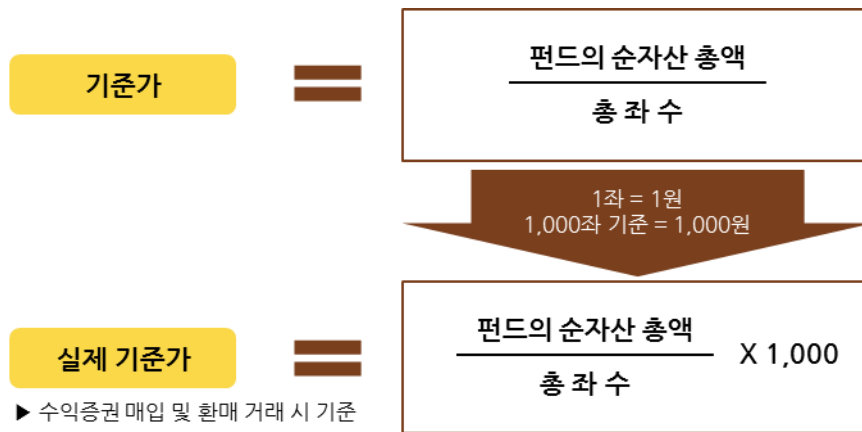 기준가
펀드의 순자산 총액
총 좌 수
1좌 = 1원
1,000좌 기준 = 1,000원
실제 기준가
펀드의 순자산 총액
총 좌 수
X 1,000
▶ 수익증권 매입 및 환매 거래 시 기준